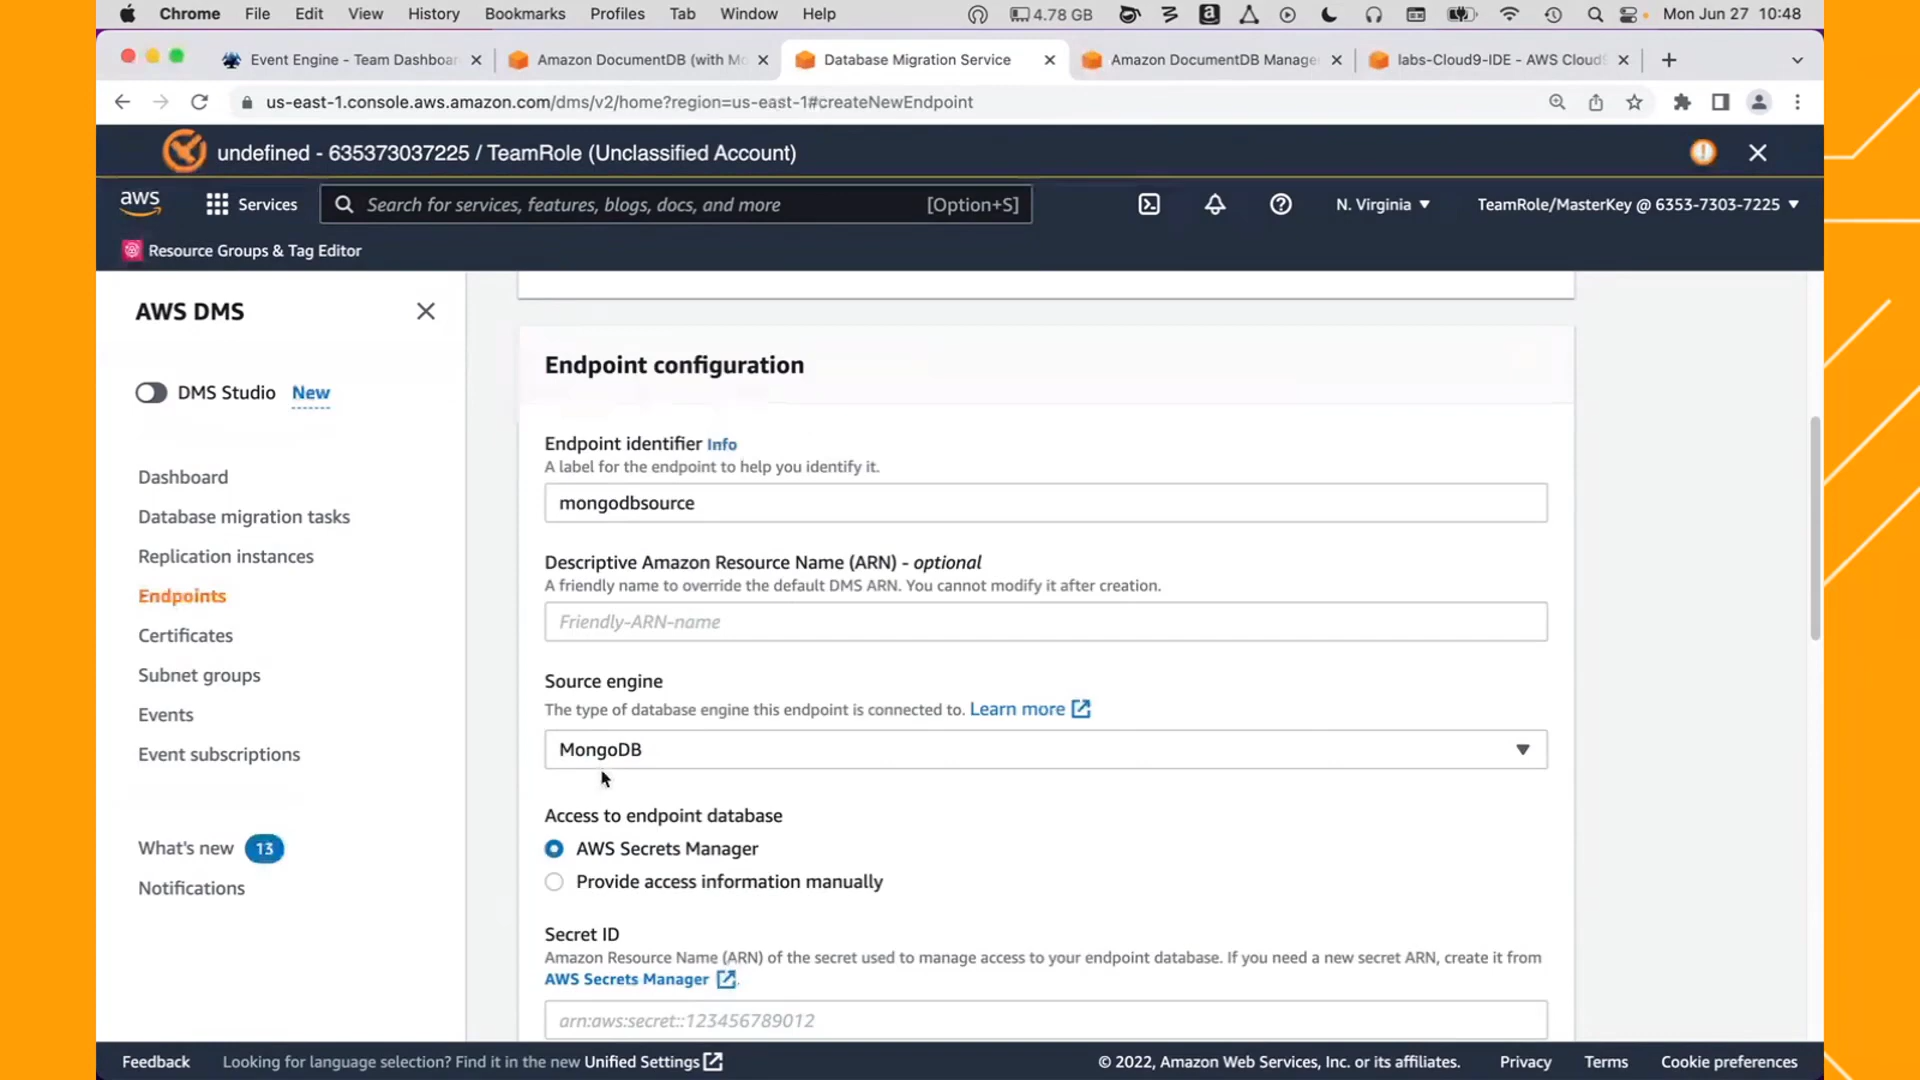 Chrome File Edit View History Bookmarks Profiles Tab Window Help 4.78 GB Mon Jun 27 10:48
Event Engine - Team Dashboar
Amazon DocumentDB (with Mo
Database Migration Service
Amazon DocumentDB Manage
labs-Cloud9-IDE - AWS Cloud9
us-east-1.console.aws.amazon.com/dms/v2/home?region=us-east-1#createNewEndpoint
undefined - 635373037225 / TeamRole (Unclassified Account)
aws
Services
Search for services, features, blogs, docs, and more [Option+S]
N. Virginia
TeamRole/MasterKey @ 6353-7303-7225
Resource Groups & Tag Editor
AWS DMS
DMS Studio New
Dashboard
Database migration tasks
Replication instances
Endpoints
Certificates
Subnet groups
Events
Event subscriptions
What's new 13
Notifications
Endpoint configuration
Endpoint identifier Info
A label for the endpoint to help you identify it.
mongodbsource
Descriptive Amazon Resource Name (ARN) - optional
A friendly name to override the default DMS ARN. You cannot modify it after creation.
Friendly-ARN-name
Source engine
The type of database engine this endpoint is connected to. Learn more
MongoDB
Access to endpoint database
AWS Secrets Manager
Provide access information manually
Secret ID
Amazon Resource Name (ARN) of the secret used to manage access to your endpoint database. If you need a new secret ARN, create it from
AWS Secrets Manager .
arn:aws:secret::123456789012
Feedback Looking for language selection? Find it in the new Unified Settings © 2022, Amazon Web Services, Inc. or its affiliates. Privacy Terms Cookie preferences